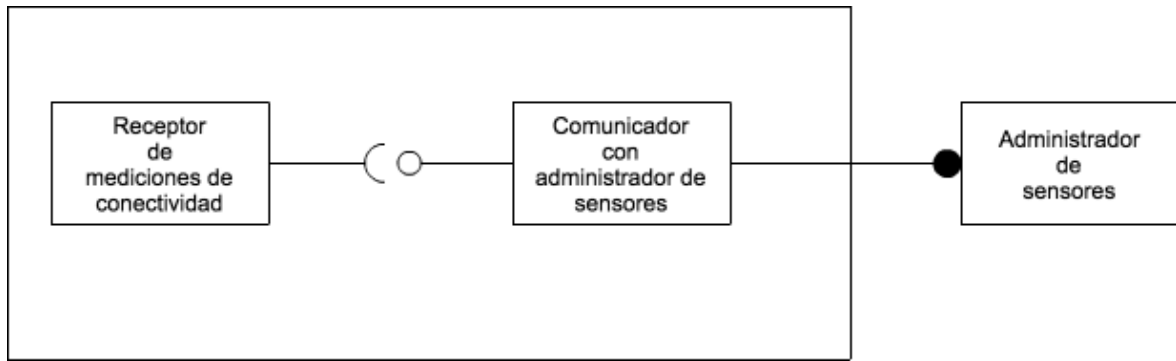 Receptor
de
mediciones de
conectividad
Comunicador
con
administrador de
sensores
Administrador
de
sensores